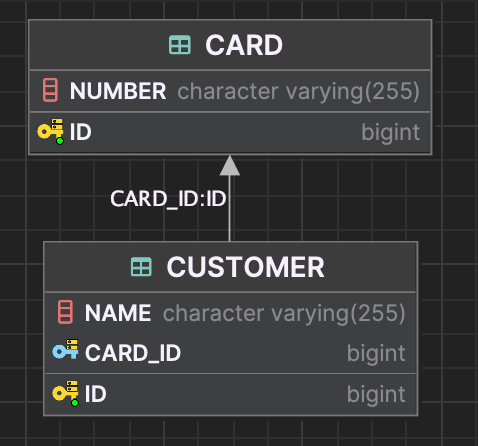 CARD
NUMBER character varying(255)
ID bigint
CARD_ID:ID
CUSTOMER
NAME character varying(255)
CARD_ID bigint
ID bigint